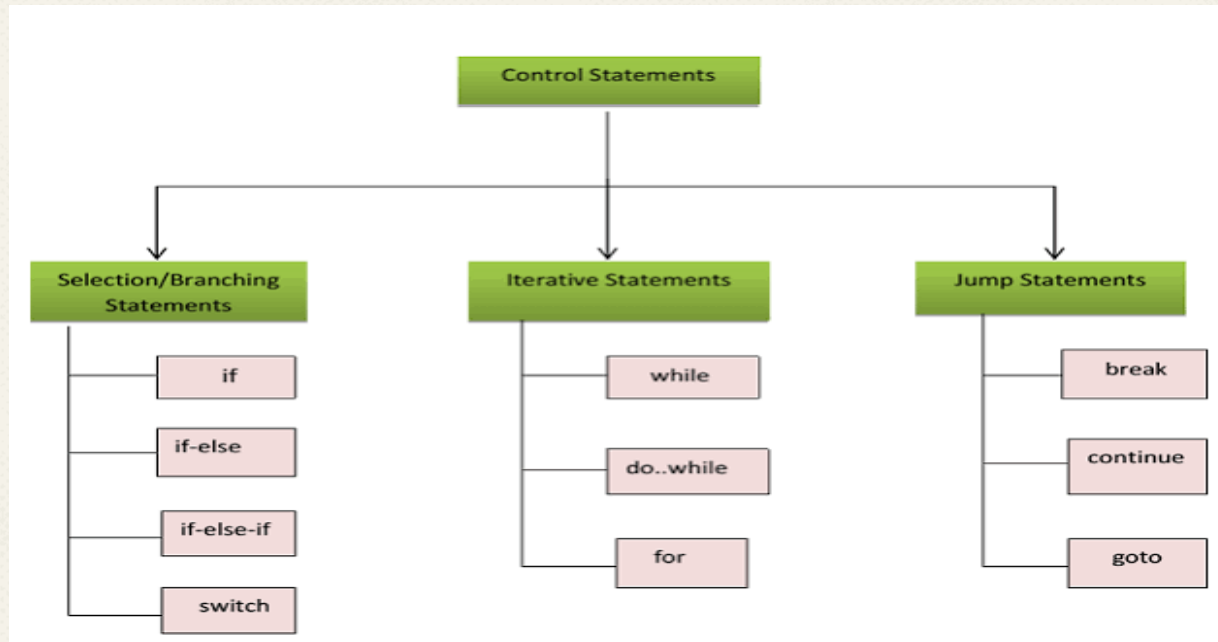 Control Statements
Selection/Branching
Statements
if
if-else
if-else-if
switch
Iterative Statements
while
do..while
for
Jump Statements
break
continue
goto